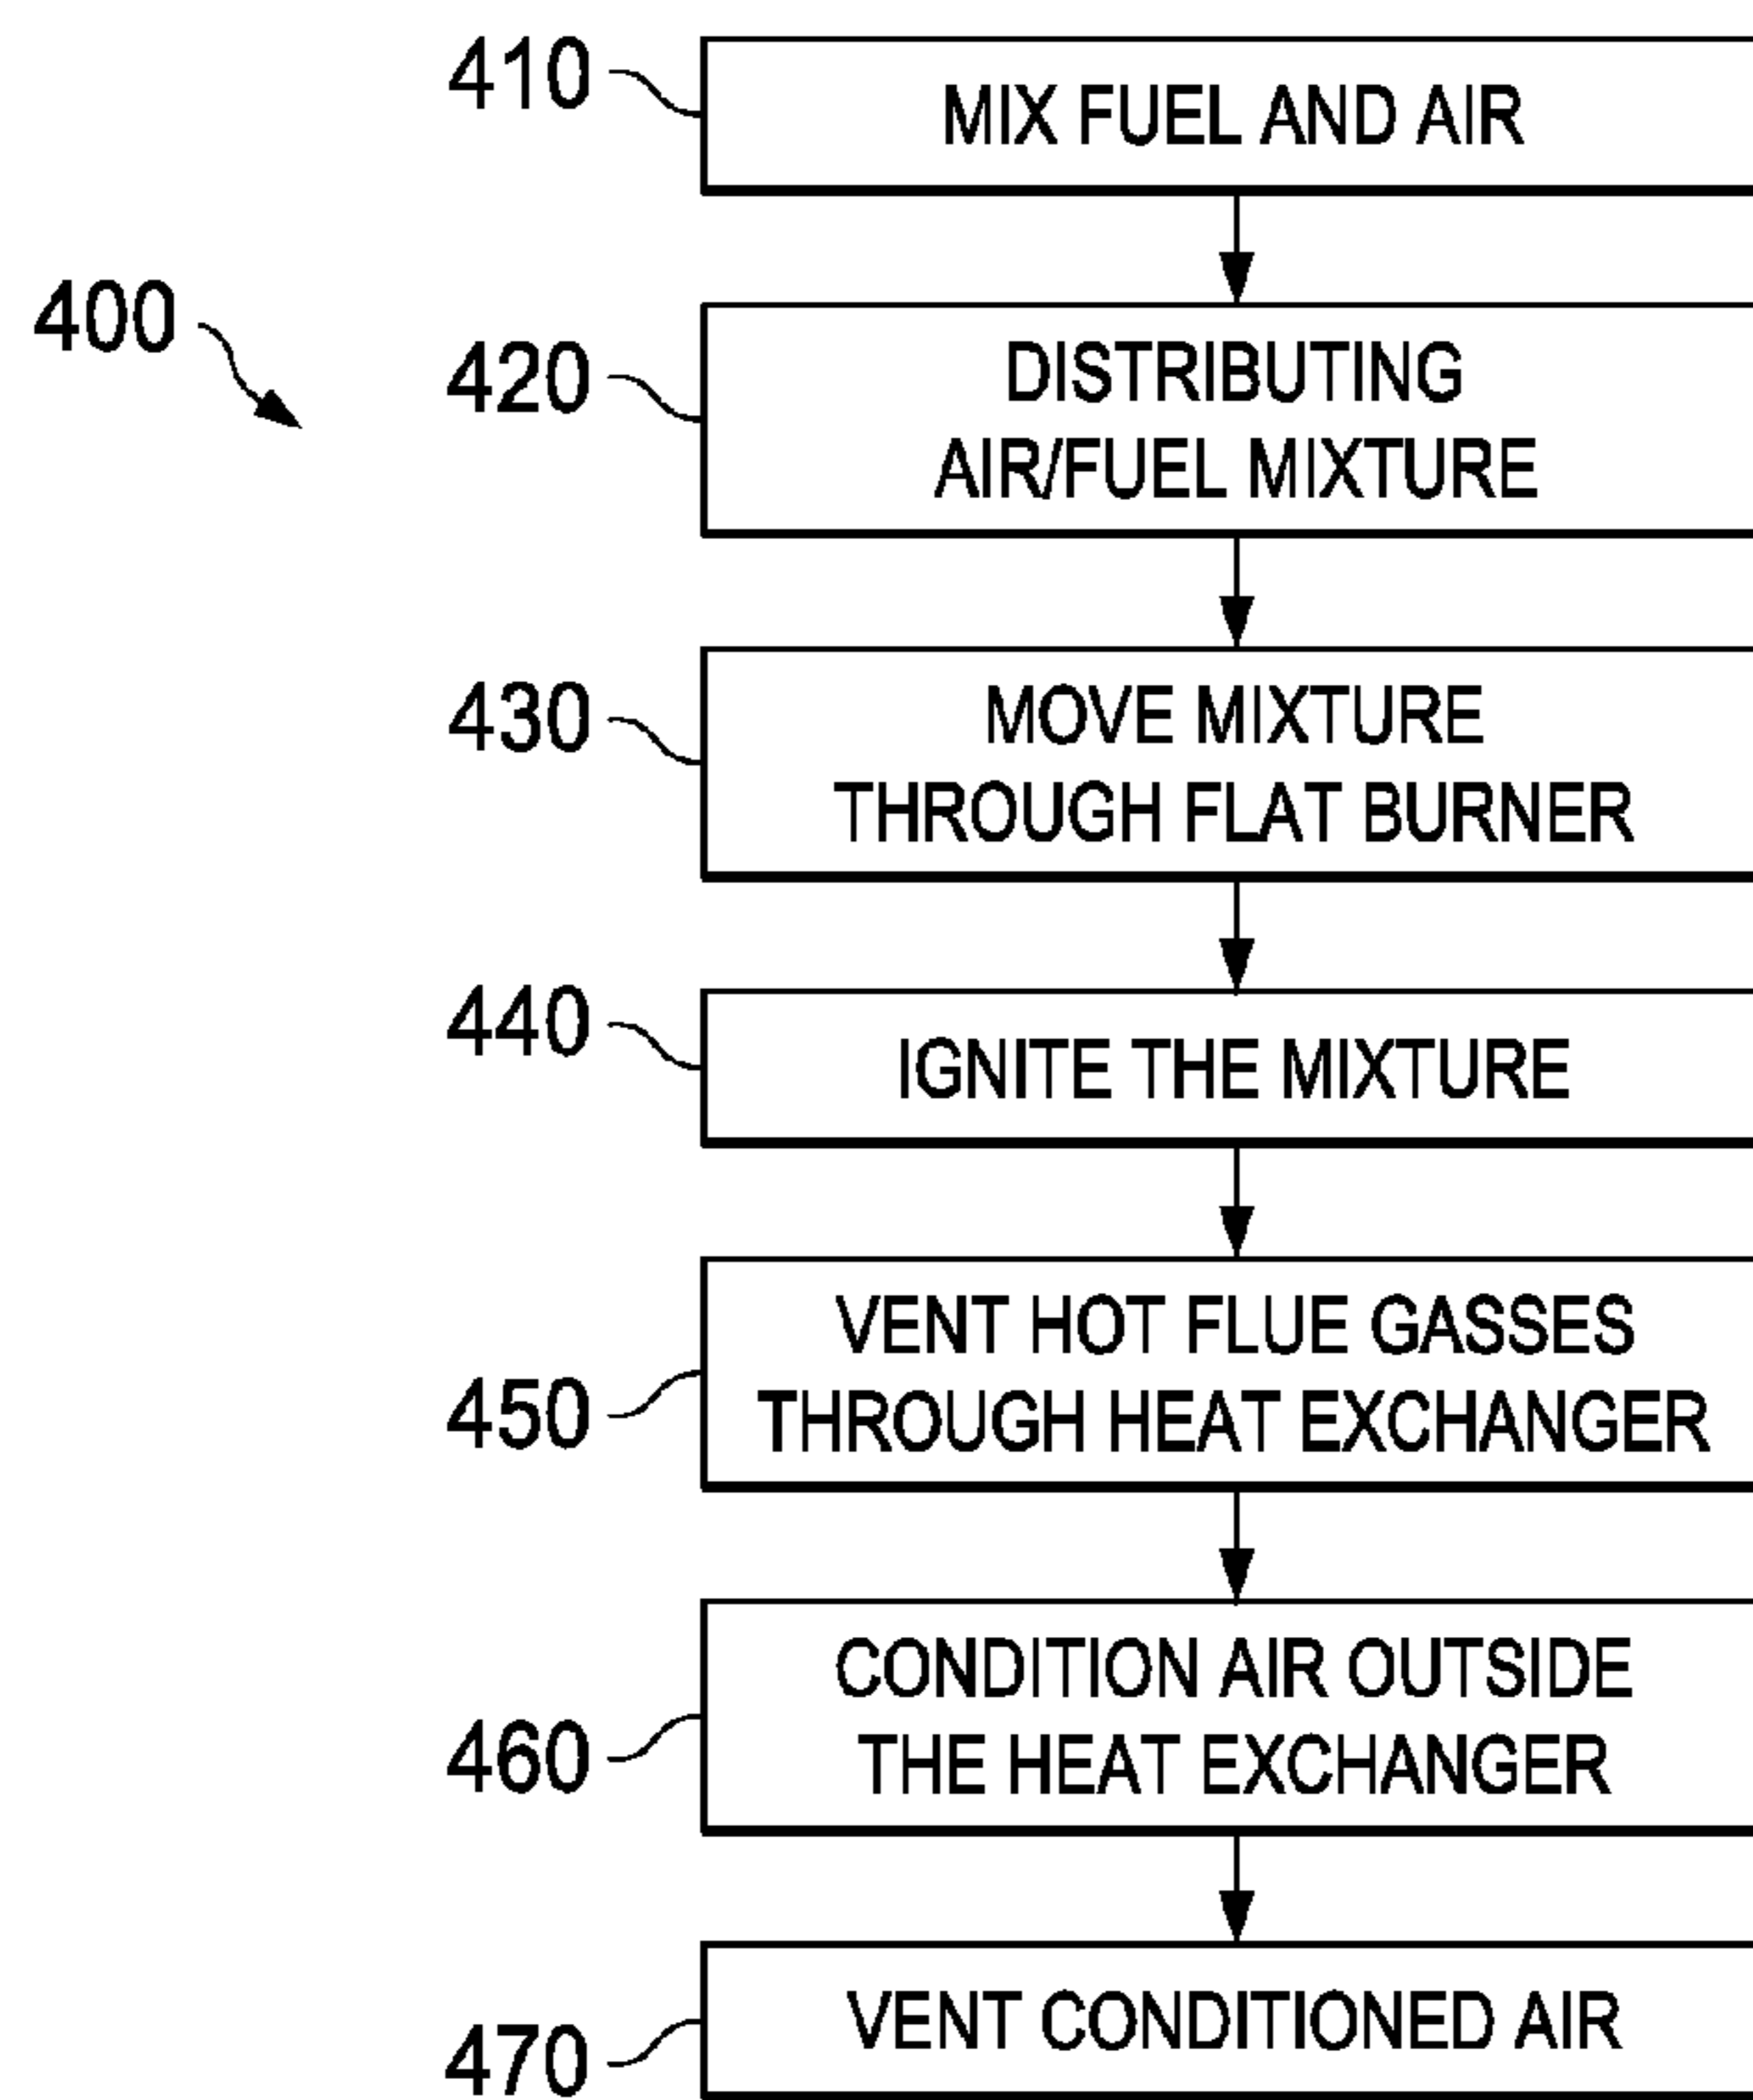 410
MIX FUEL AND AIR
400
420
DISTRIBUTING
AIR/FUEL MIXTURE
430
MOVE MIXTURE
THROUGH FLAT BURNER
440
IGNITE THE MIXTURE
450
VENT HOT FLUE GASSES
THROUGH HEAT EXCHANGER
460
CONDITION AIR OUTSIDE
THE HEAT EXCHANGER
470
VENT CONDITIONED AIR